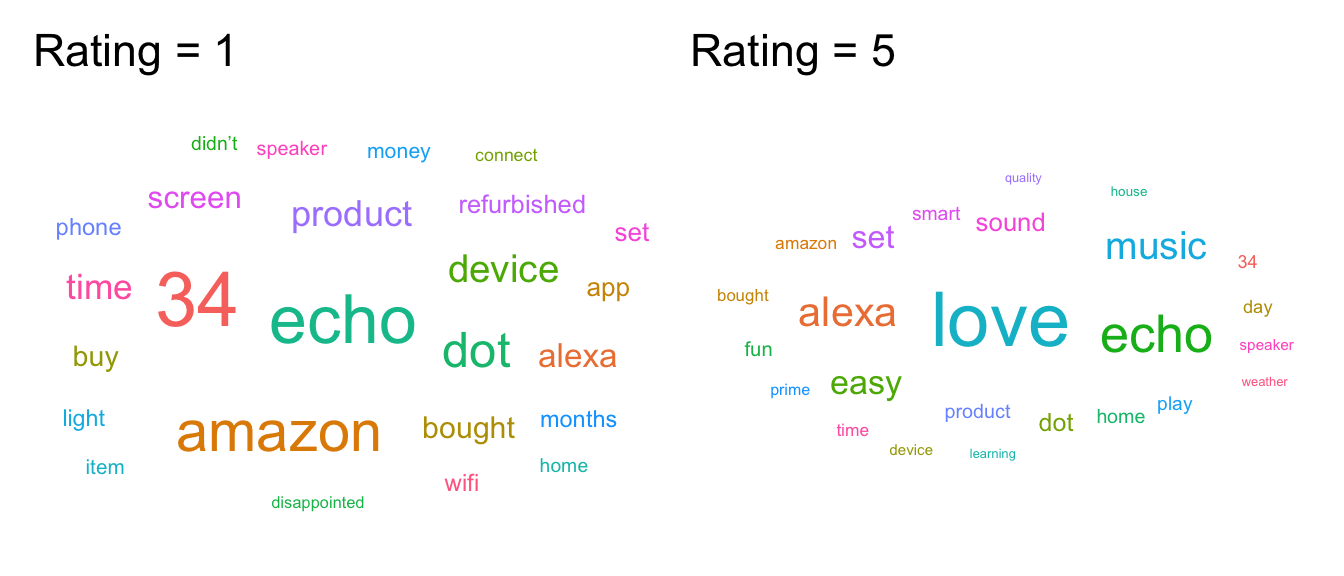 Rating = 1
didn’t speaker money connect
screen product refurbished
phone set
time 34 echo device app
buy dot alexa
light amazon bought months
item wifi home
disappointed
Rating = 5
quality house
smart sound
amazon set music
34
bought alexa love echo day
fun speaker
prime easy weather
product dot home play
time device learning